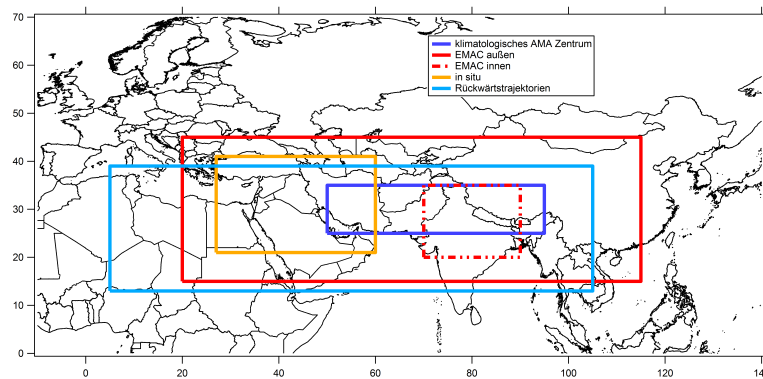 70
60
50
40
30
20
10
0
klimatologisches AMA Zentrum
EMAC außen
EMAC innen
in situ
Rückwärtstrajektorien
0 20 40 60 80 100 120